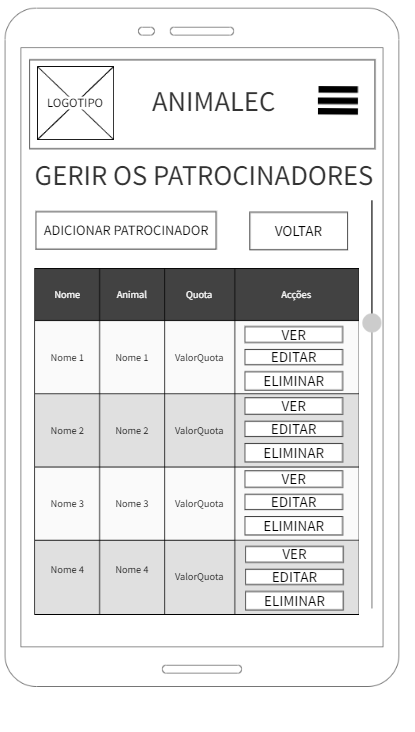 LOGOTIPO
ANIMALEC
GERIR OS PATROCINADORES
ADICIONAR PATROCINADOR
VOLTAR
Nome Animal Quota Acções
Nome 1 Nome 1 ValorQuota
VER
EDITAR
ELIMINAR
Nome 2 Nome 2 ValorQuota
VER
EDITAR
ELIMINAR
Nome 3 Nome 3 ValorQuota
VER
EDITAR
ELIMINAR
Nome 4 Nome 4 ValorQuota
VER
EDITAR
ELIMINAR